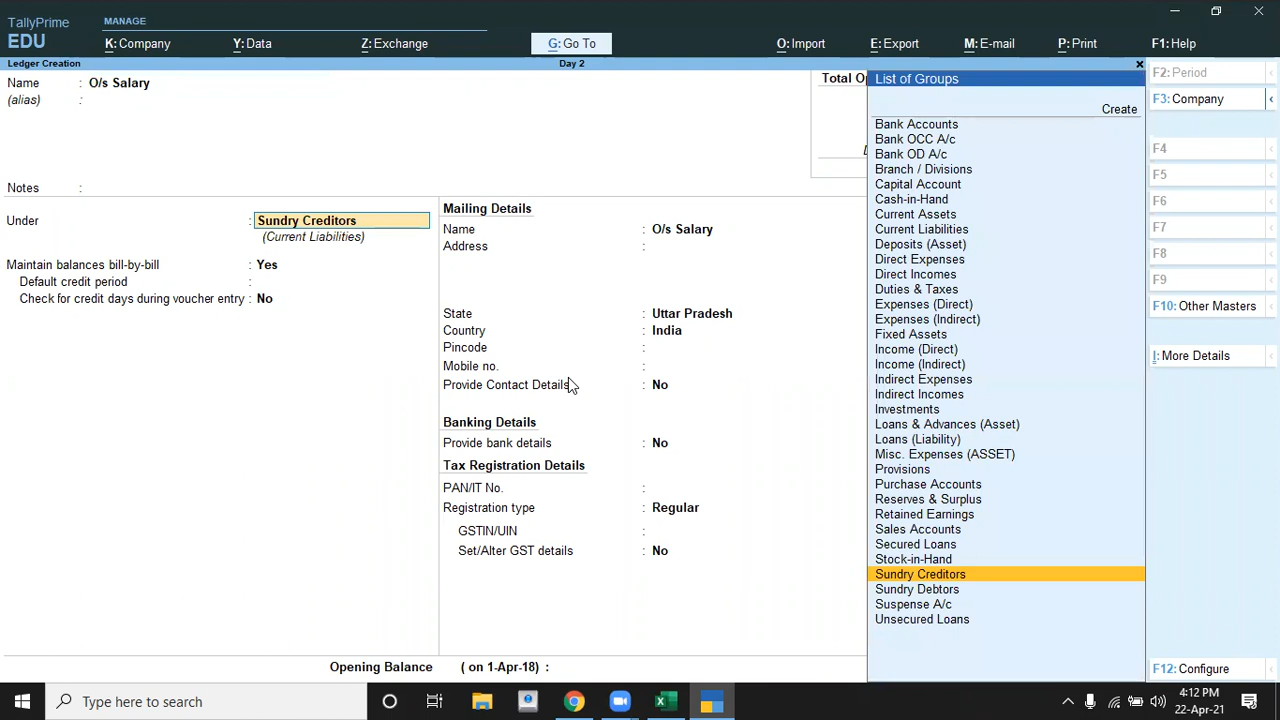 TallyPrime
EDU
MANAGE
K:Company
Y:Data
Z:Exchange
G:Go To
O:Import
E:Export
M:E-mail
P:Print
F1:Help
Ledger Creation
Day 2
Name : O/s Salary
(alias) :
Notes :
Total Op
Under : Sundry Creditors
(Current Liabilities)
Maintain balances bill-by-bill : Yes
Default credit period :
Check for credit days during voucher entry : No
Mailing Details
Name : O/s Salary
Address :
State : Uttar Pradesh
Country : India
Pincode :
Mobile no. :
Provide Contact Details : No
Banking Details
Provide bank details : No
Tax Registration Details
PAN/IT No. :
Registration type : Regular
GSTIN/UIN :
Set/Alter GST details : No
Opening Balance ( on 1-Apr-18) :
List of Groups
Create
Bank Accounts
Bank OCC A/c
Bank OD A/c
Branch / Divisions
Capital Account
Cash-in-Hand
Current Assets
Current Liabilities
Deposits (Asset)
Direct Expenses
Direct Incomes
Duties & Taxes
Expenses (Direct)
Expenses (Indirect)
Fixed Assets
Income (Direct)
Income (Indirect)
Indirect Expenses
Indirect Incomes
Investments
Loans & Advances (Asset)
Loans (Liability)
Misc. Expenses (ASSET)
Provisions
Purchase Accounts
Reserves & Surplus
Retained Earnings
Sales Accounts
Secured Loans
Stock-in-Hand
Sundry Creditors
Sundry Debtors
Suspense A/c
Unsecured Loans
F2: Period
F3: Company
F4
F5
F6
F7
F8
F9
F10: Other Masters
I: More Details
F12: Configure
Type here to search
4:12 PM
22-Apr-21